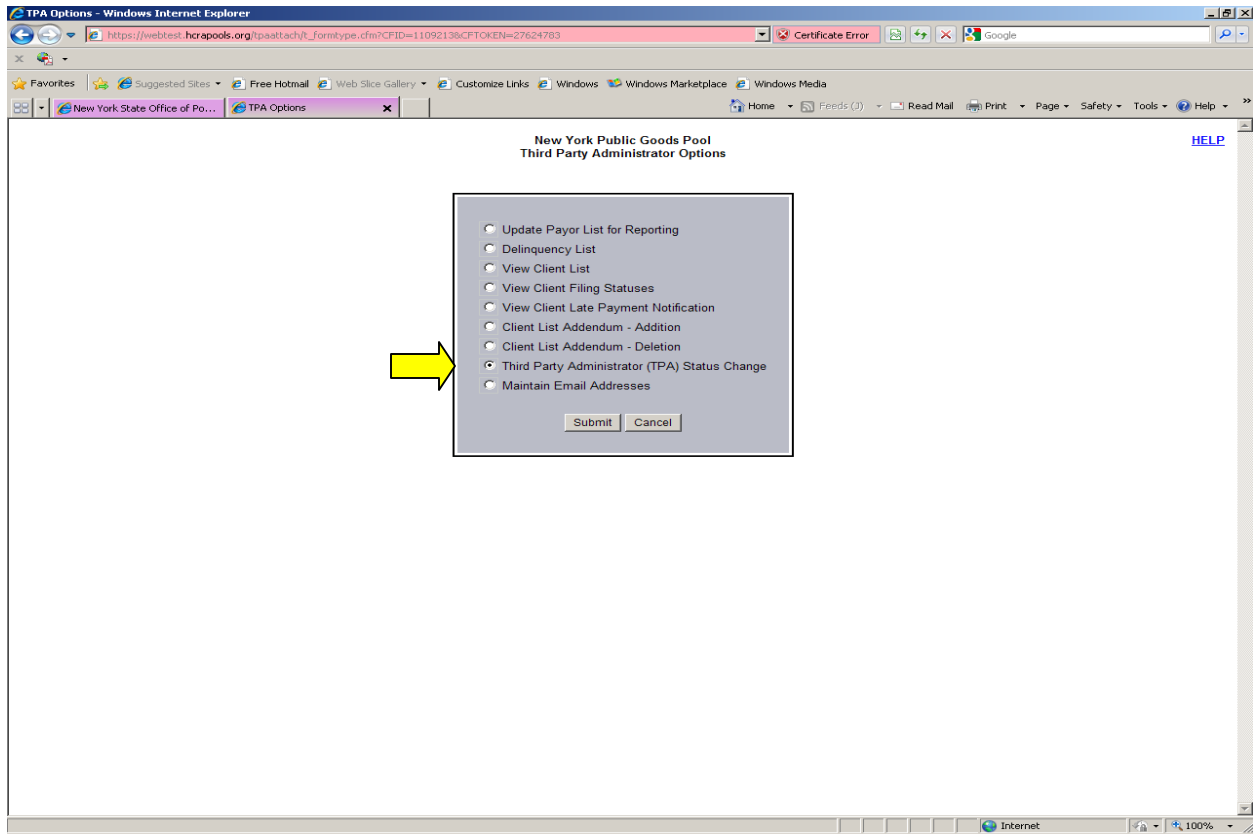 TPA Options - Windows Internet Explorer
https://webtest.hcrapools.org/tpaattach/t_formtype.cfm?CFID=1109213&CFTOKEN=27624783 Certificate Error Google
Favorites Suggested Sites Free Hotmail Web Slice Gallery Customize Links Windows Windows Marketplace Windows Media
New York State Office of Po... TPA Options Home Feeds (J) Read Mail Print Page Safety Tools Help
New York Public Goods Pool
Third Party Administrator Options
HELP
Update Payor List for Reporting
Delinquency List
View Client List
View Client Filing Statuses
View Client Late Payment Notification
Client List Addendum - Addition
Client List Addendum - Deletion
Third Party Administrator (TPA) Status Change
Maintain Email Addresses
Submit Cancel
Internet 100%